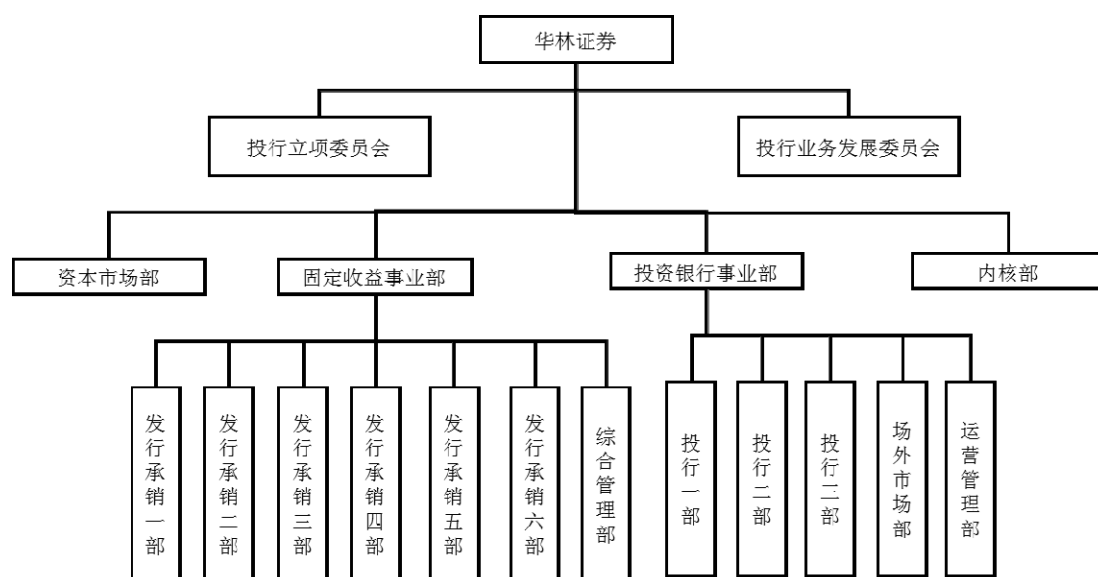 华林证券
投行立项委员会
投行业务发展委员会
资本市场部
固定收益事业部
投资银行事业部
内核部
发行承销一部
发行承销二部
发行承销三部
发行承销四部
发行承销五部
发行承销六部
综合管理部
投行一部
投行二部
投行三部
场外市场部
运营管理部